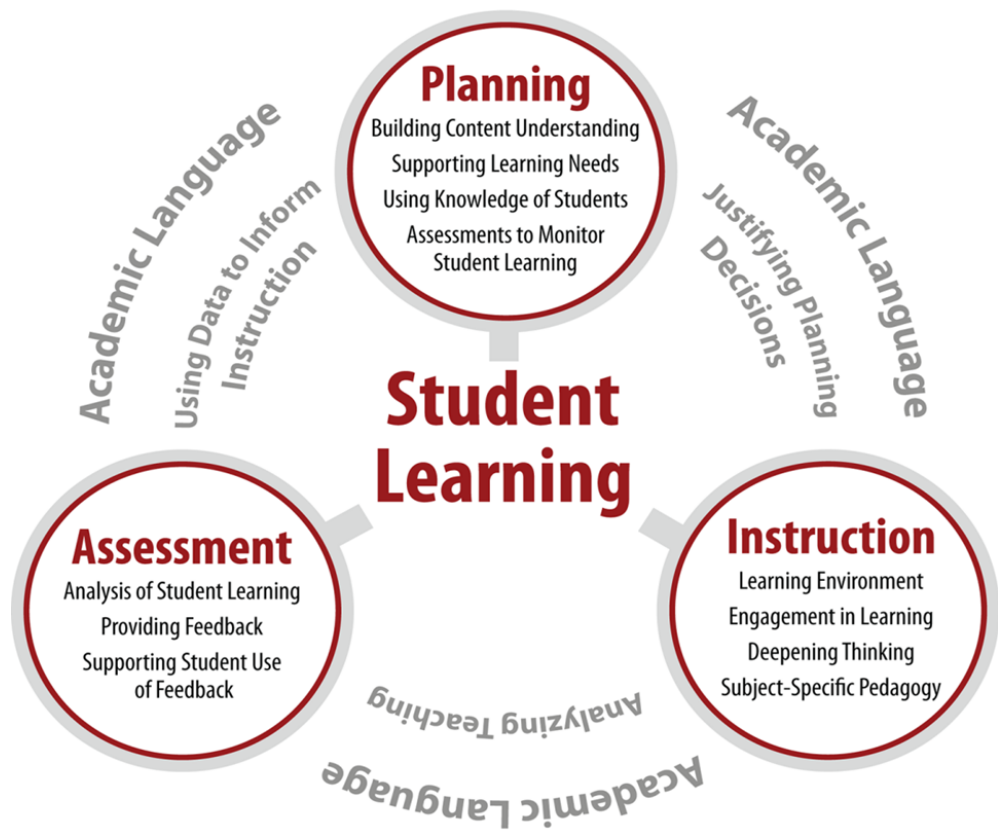 Planning
Building Content Understanding
Supporting Learning Needs
Using Knowledge of Students
Assessments to Monitor
Student Learning
Academic Language
Using Data to Inform
Instruction
Academic Language
Justifying Planning
Decisions
Student
Learning
Assessment
Analysis of Student Learning
Providing Feedback
Supporting Student Use
of Feedback
Instruction
Learning Environment
Engagement in Learning
Deepening Thinking
Subject-Specific Pedagogy
Analyzing Teaching
Academic Language